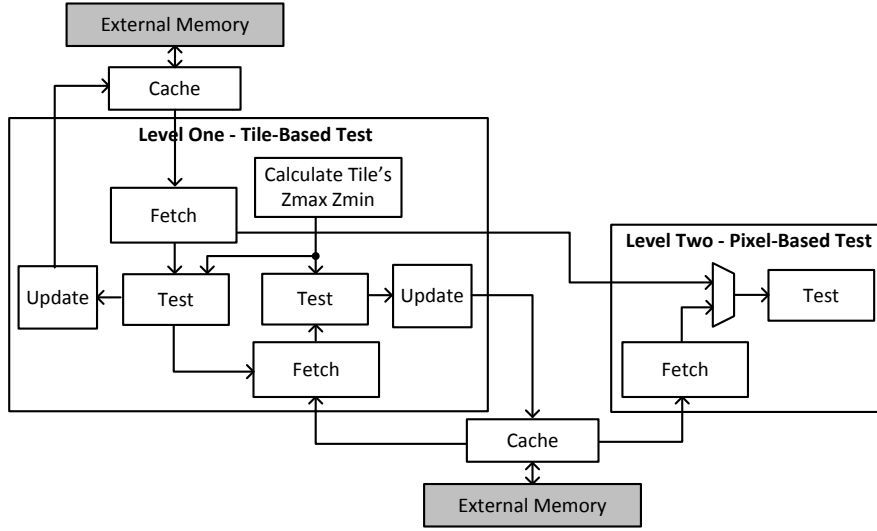 External Memory
Cache
Level One - Tile-Based Test
Calculate Tile's
Zmax Zmin
Fetch
Level Two - Pixel-Based Test
Update
Test
Test
Update
Test
Fetch
Fetch
Cache
External Memory